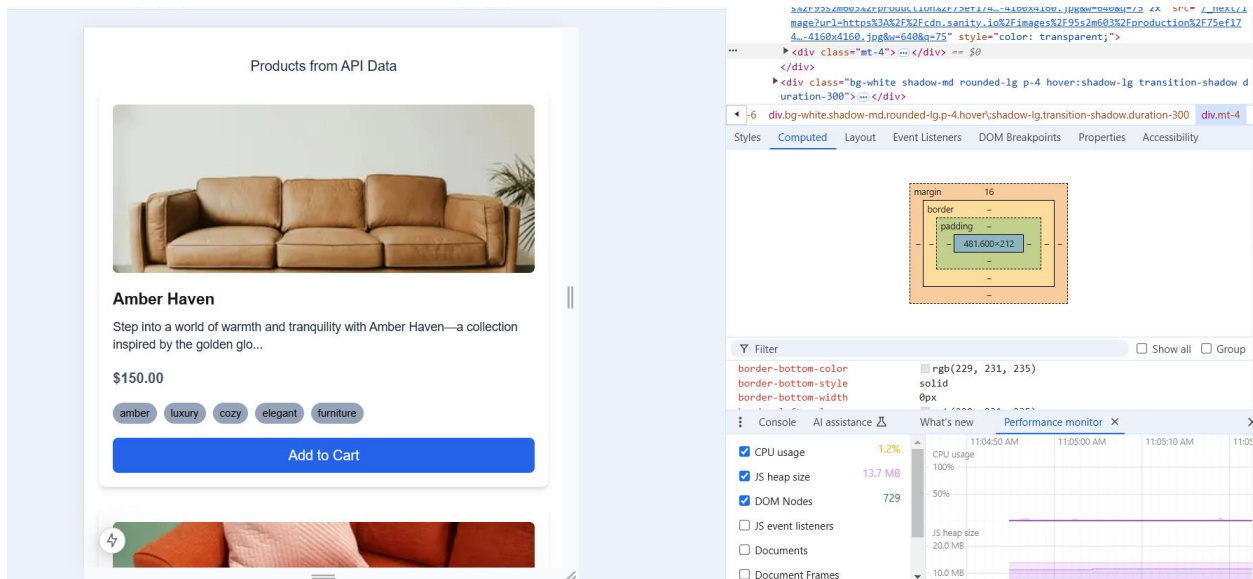 Products from API Data
Amber Haven
Step into a world of warmth and tranquility with Amber Haven—a collection
inspired by the golden glo...
$150.00
amber luxury cozy elegant furniture
Add to Cart
mage?url=https%3A%2F%2Fcdn.sanity.io%2Fimages%2F95s2m603%2Fproduction%2F75ef17
4…-4160x4160.jpg&w=640&q=75" style="color: transparent;">
<div class="mt-4"> … </div> == $0
</div>
<div class="bg-white shadow-md rounded-lg p-4 hover:shadow-lg transition-shadow d
uration-300"> … </div>
-6 div.bg-white.shadow-md.rounded-lg.p-4.hover\:shadow-lg.transition-shadow.duration-300 div.mt-4
Styles Computed Layout Event Listeners DOM Breakpoints Properties Accessibility
margin 16
border –
padding –
– – – 481.600×212 – – –
–
–
–
Filter Show all Group
border-bottom-color rgb(229, 231, 235)
border-bottom-style solid
border-bottom-width 0px
Console AI assistance What's new Performance monitor
CPU usage 1.2%
JS heap size 13.7 MB
DOM Nodes 729
JS event listeners
Documents
Document Frames
11:04:50 AM 11:05:00 AM 11:05:10 AM 11:05
CPU usage
100%
50%
JS heap size
20.0 MB
10.0 MB